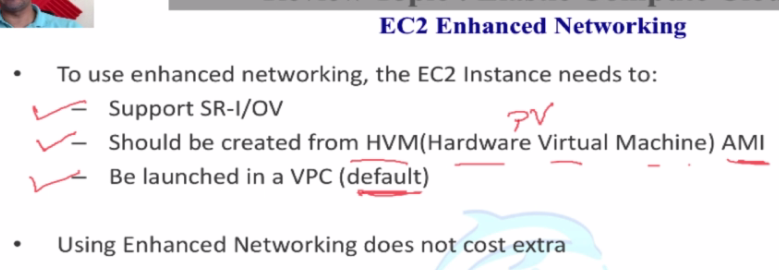 EC2 Enhanced Networking
• To use enhanced networking, the EC2 Instance needs to:
– Support SR-I/OV
PV
– Should be created from HVM(Hardware Virtual Machine) AMI
– Be launched in a VPC (default)
• Using Enhanced Networking does not cost extra